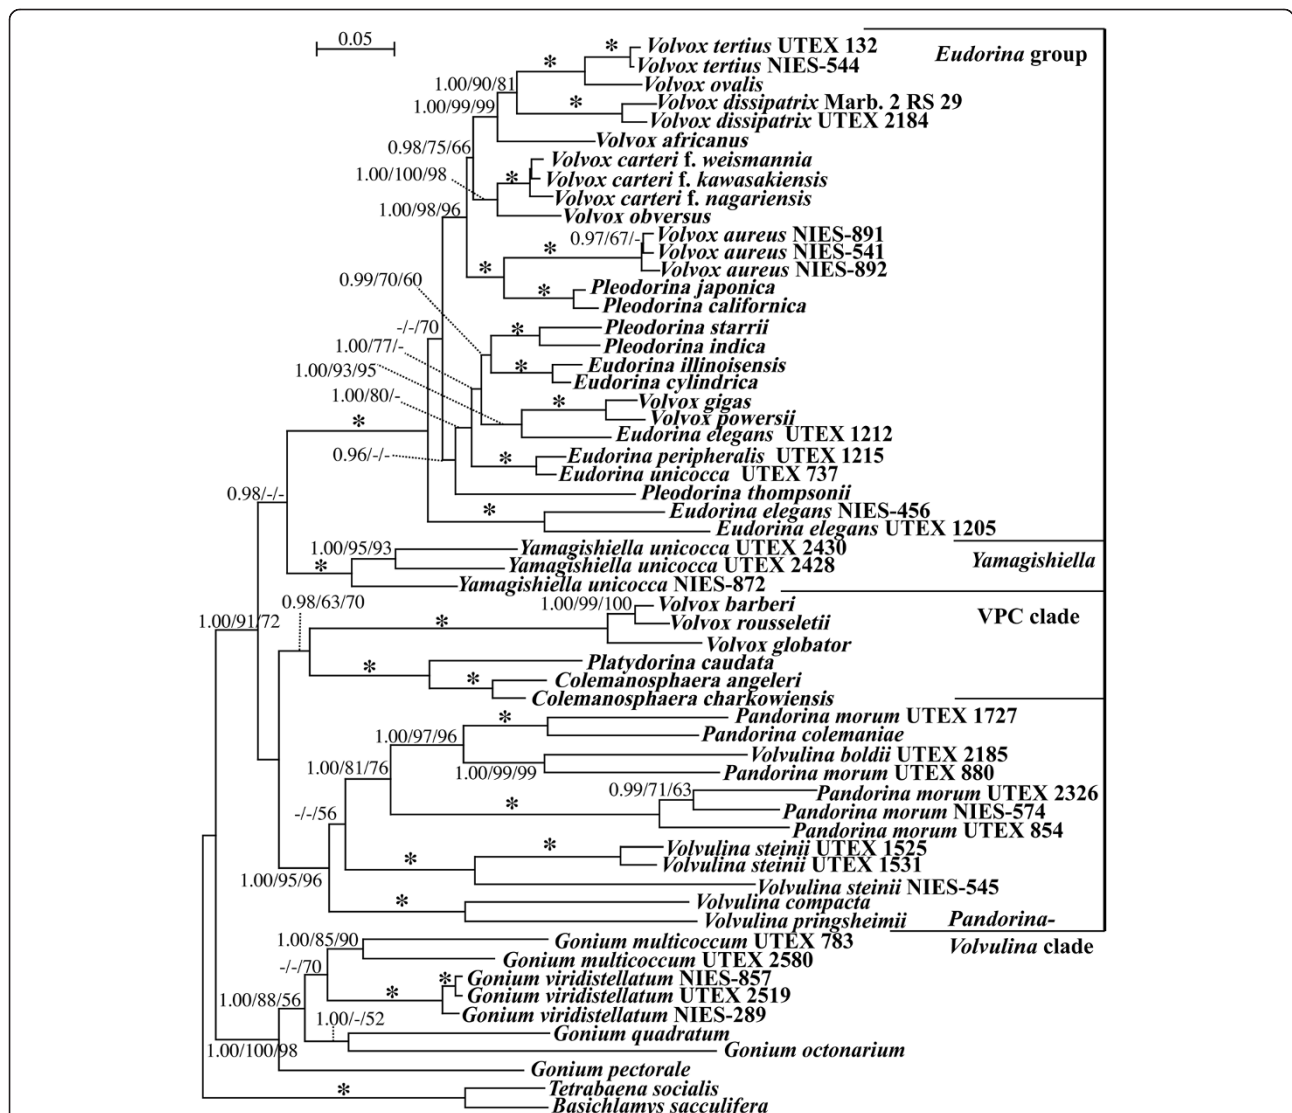 0.05
Eudorina group
* Volvox tertius UTEX 132
* Volvox tertius NIES-544
Volvox ovalis
1.00/90/81
* Volvox dissipatrix Marb. 2 RS 29
1.00/99/99
Volvox dissipatrix UTEX 2184
Volvox africanus
0.98/75/66
Volvox carteri f. weismannia
1.00/100/98
* Volvox carteri f. kawasakiensis
Volvox carteri f. nagariensis
1.00/98/96
Volvox obversus
0.97/67/-
Volvox aureus NIES-891
* Volvox aureus NIES-541
* Volvox aureus NIES-892
0.99/70/60
* Pleodorina japonica
Pleodorina californica
-/-/70
* Pleodorina starrii
1.00/77/-
Pleodorina indica
1.00/93/95
* Eudorina illinoisensis
Eudorina cylindrica
1.00/80/-
* Volvox gigas
* Volvox powersii
Eudorina elegans UTEX 1212
0.96/-/-
* Eudorina peripheralis UTEX 1215
Eudorina unicocca UTEX 737
0.98/-/-
Pleodorina thompsonii
* Eudorina elegans NIES-456
Eudorina elegans UTEX 1205
1.00/95/93
Yamagishiella unicocca UTEX 2430
Yamagishiella
* Yamagishiella unicocca UTEX 2428
Yamagishiella unicocca NIES-872
0.98/63/70
1.00/99/100
Volvox barberi
VPC clade
1.00/91/72
* Volvox rousseletii
Volvox globator
* Platydorina caudata
* Colemanosphaera angeleri
Colemanosphaera charkowiensis
* Pandorina morum UTEX 1727
1.00/97/96
Pandorina colemaniae
1.00/81/76
Volvulina boldii UTEX 2185
1.00/99/99
Pandorina morum UTEX 880
0.99/71/63
Pandorina morum UTEX 2326
-/-/56
* Pandorina morum NIES-574
Pandorina morum UTEX 854
* Volvulina steinii UTEX 1525
* Volvulina steinii UTEX 1531
1.00/95/96
Volvulina steinii NIES-545
* Volvulina compacta
Volvulina pringsheimii
Pandorina-
Volvulina clade
1.00/85/90
Gonium multicoccum UTEX 783
-/-/70
Gonium multicoccum UTEX 2580
* Gonium viridistellatum NIES-857
* Gonium viridistellatum UTEX 2519
1.00/88/56
Gonium viridistellatum NIES-289
1.00/-/52
Gonium quadratum
1.00/100/98
Gonium octonarium
Gonium pectorale
* Tetrabaena socialis
Basichlamys sacculifera